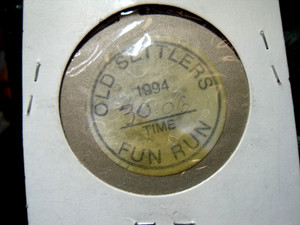 OLD SETTLERS
1994
TIME
FUN RUN